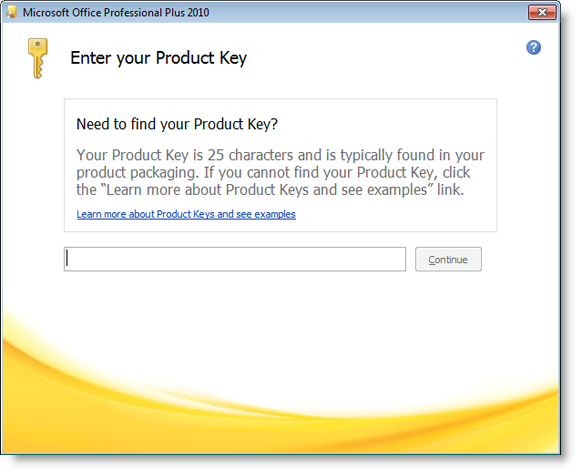 Microsoft Office Professional Plus 2010
Enter your Product Key
Need to find your Product Key?
Your Product Key is 25 characters and is typically found in your
product packaging. If you cannot find your Product Key, click
the “Learn more about Product Keys and see examples” link.
Learn more about Product Keys and see examples
Continue